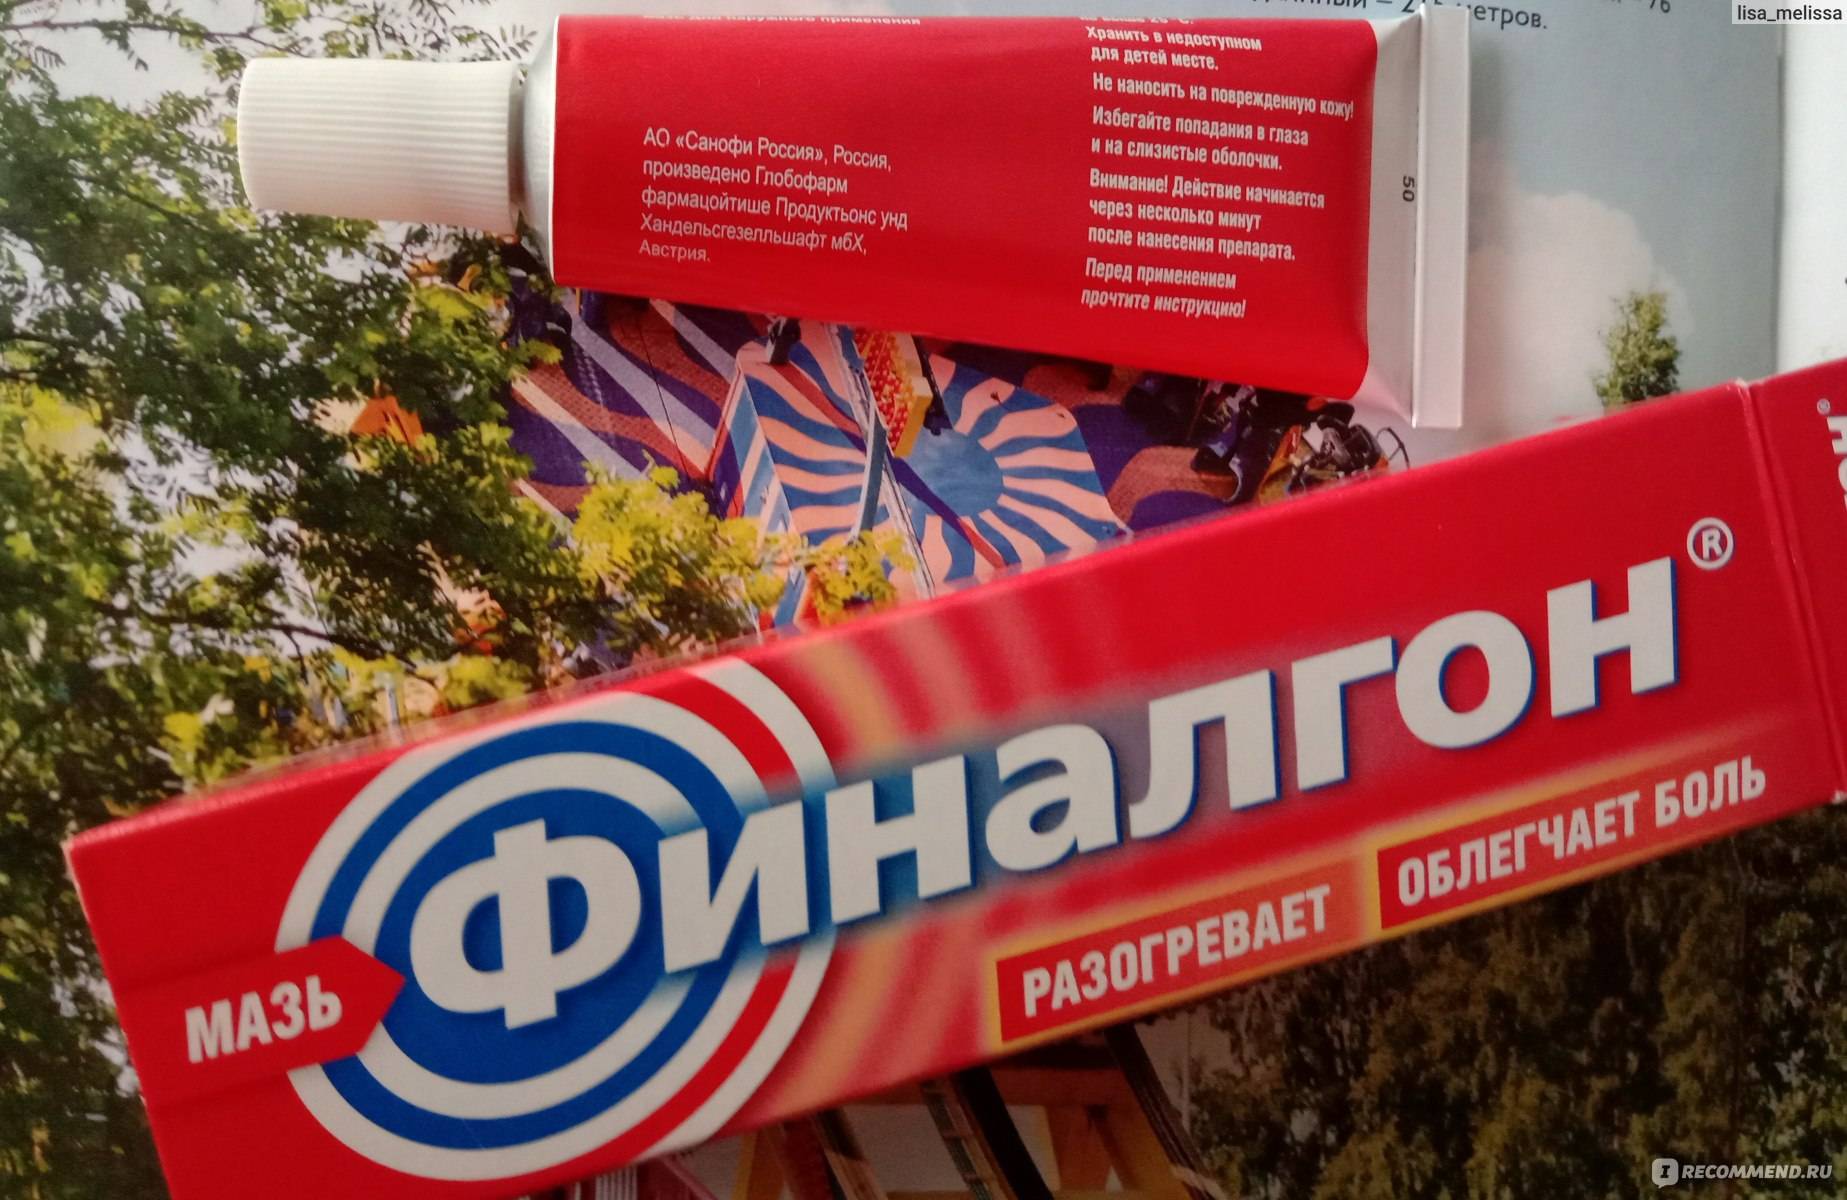 lisa_melissa
метров.
Хранить в недоступном
для детей месте.
Не наносить на поврежденную кожу!
Избегайте попадания в глаза
и на слизистые оболочки.
Внимание! Действие начинается
через несколько минут
после нанесения препарата.
Перед применением
прочтите инструкцию!
50
АО «Санофи Россия», Россия,
произведено Глобофарм
фармацойтише Продуктьонс унд
Хандельсгезелльшафт мбХ,
Австрия.
Финалгон®
МАЗЬ
РАЗОГРЕВАЕТ
ОБЛЕГЧАЕТ БОЛЬ
I RECOMMEND.RU